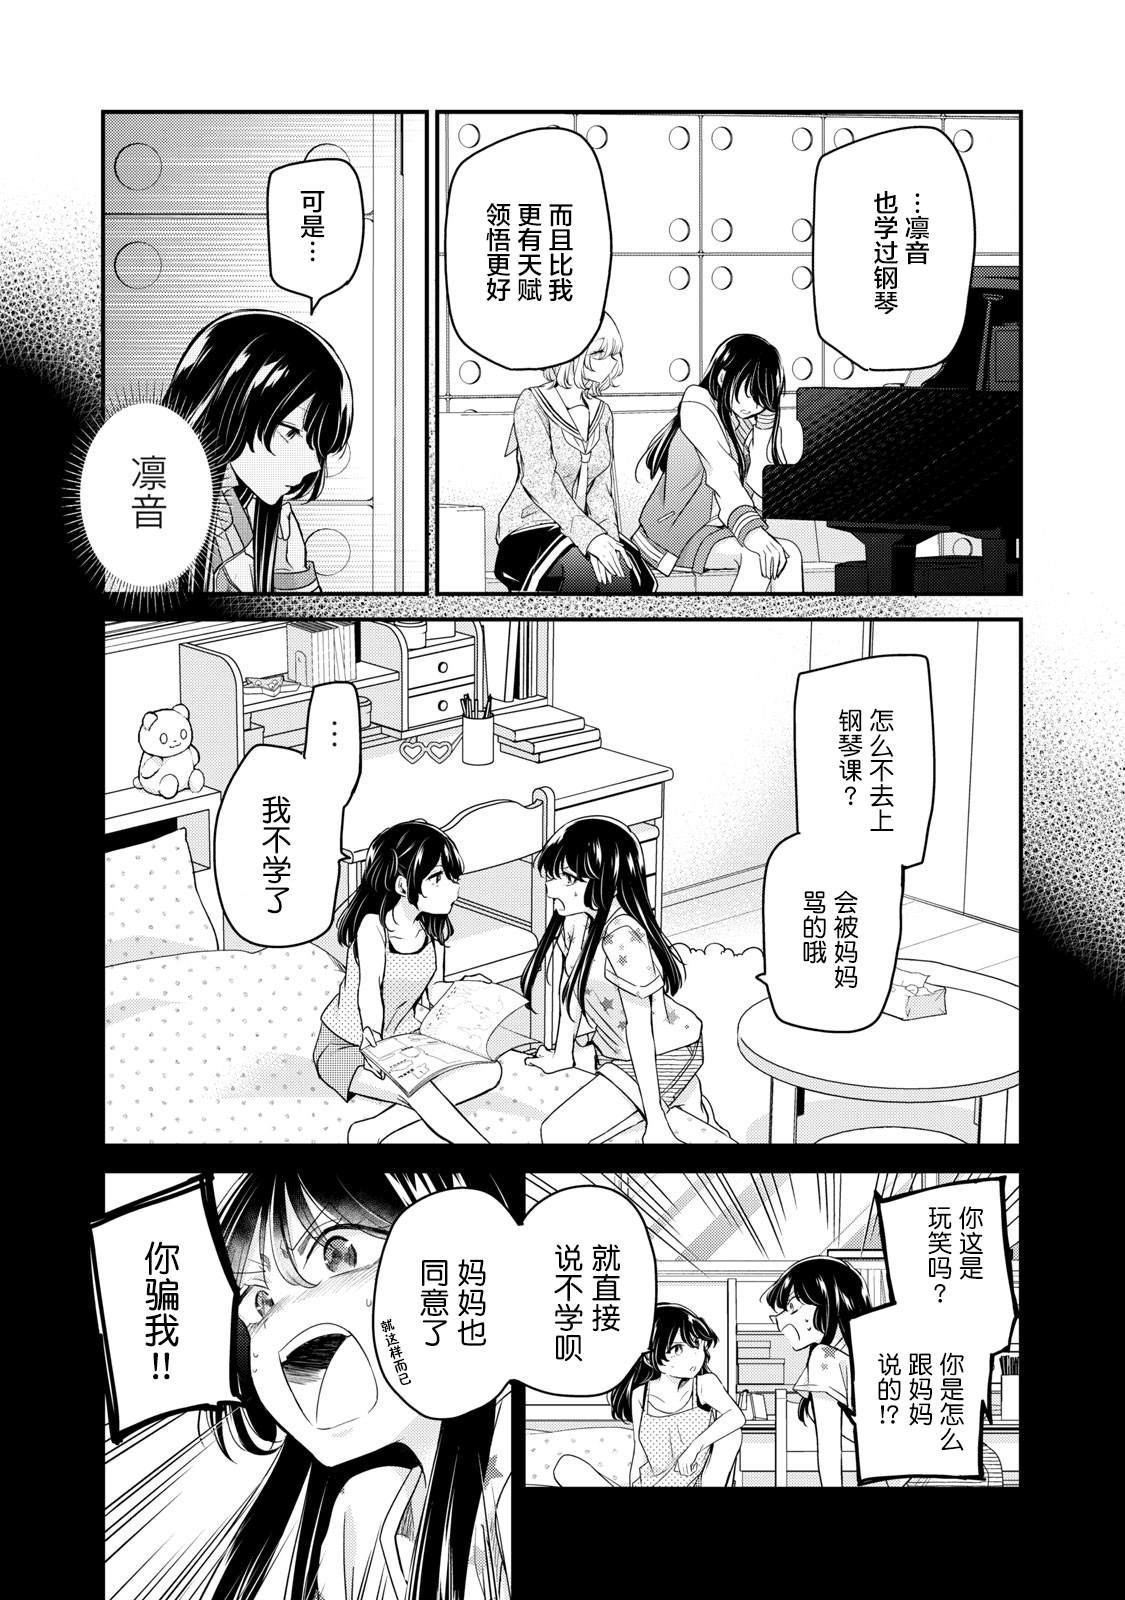 …凛音
也学过钢琴
而且比我
更有天赋
领悟更好
可是…
凛音
怎么不去上
钢琴课？
会被妈妈
骂的哦
…
我不学了
你这是
玩笑吗？
你是怎么
跟妈妈
说的!?
就直接
说不学呗
妈妈也
同意了
就这样而已
你骗我!!